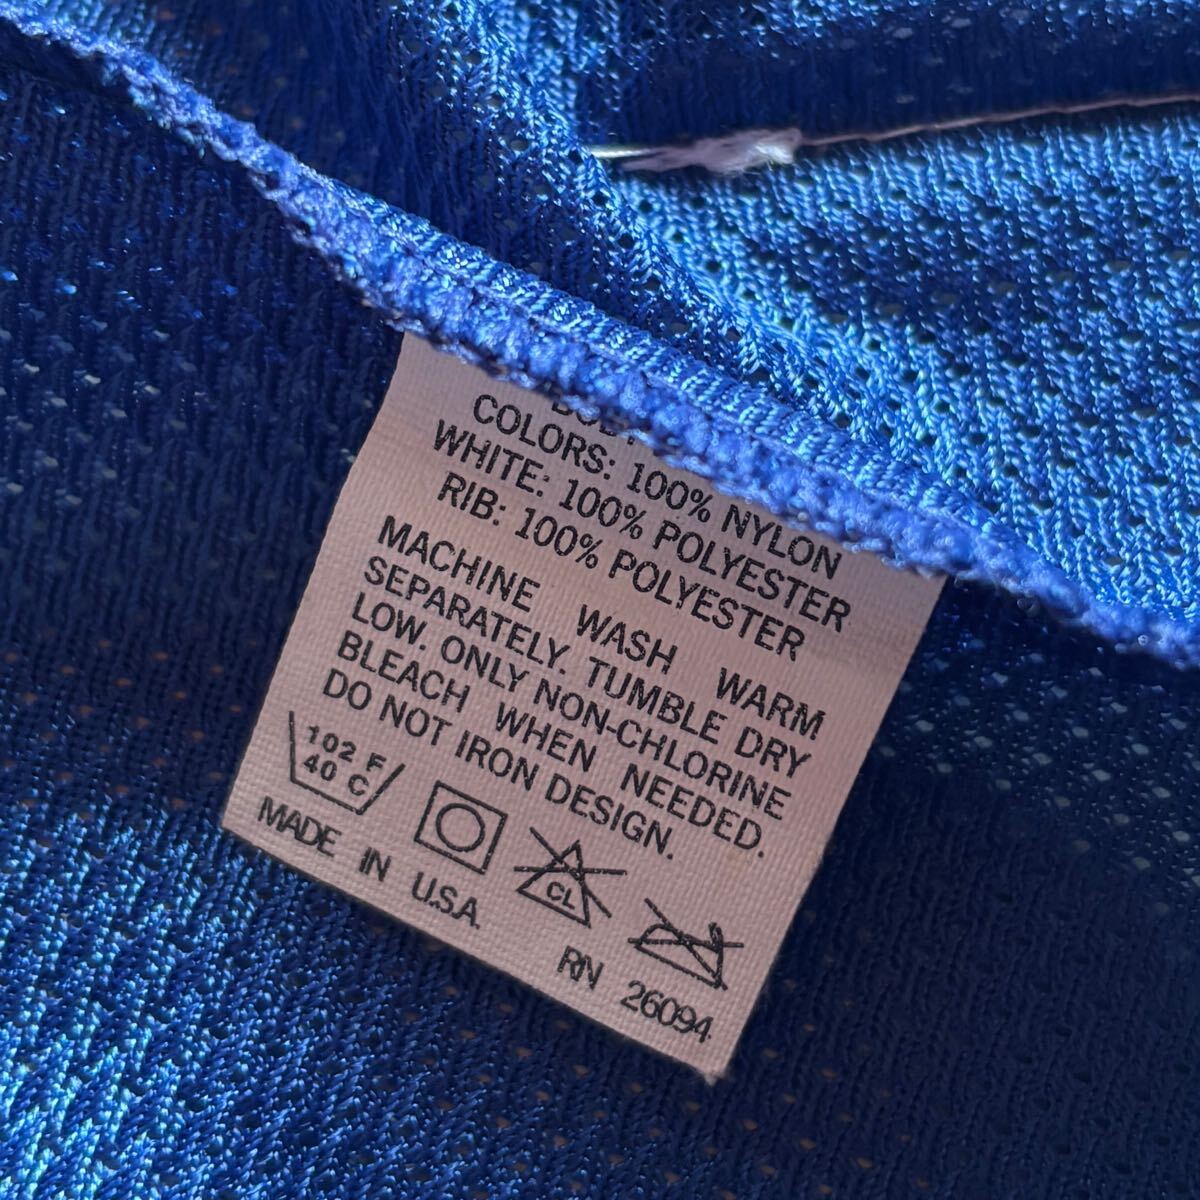 BODY
COLORS: 100% NYLON
WHITE: 100% POLYESTER
RIB: 100% POLYESTER
MACHINE WASH WARM
SEPARATELY. TUMBLE DRY
LOW. ONLY NON-CHLORINE
BLEACH WHEN NEEDED.
DO NOT IRON DESIGN.
102 F
40 C
CL
MADE IN U.S.A.
RN 26094